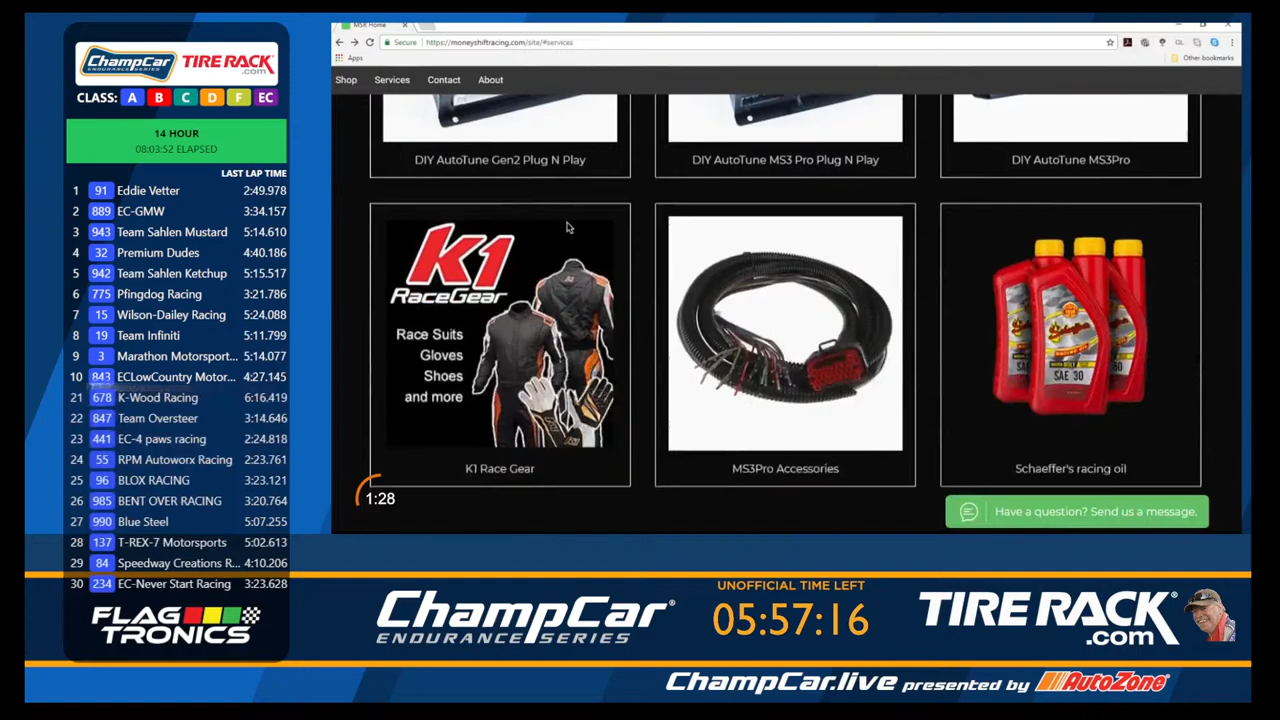 ChampCar
ENDURANCE SERIES
TIRE RACK
.com
CLASS: A B C D F EC
14 HOUR
08:03:52 ELAPSED
LAST LAP TIME
1 91 Eddie Vetter 2:49.978
2 889 EC-GMW 3:34.157
3 943 Team Sahlen Mustard 5:14.610
4 32 Premium Dudes 4:40.186
5 942 Team Sahlen Ketchup 5:15.517
6 775 Pfingdog Racing 3:21.786
7 15 Wilson-Dailey Racing 5:24.088
8 19 Team Infiniti 5:11.799
9 3 Marathon Motorsport... 5:14.077
10 843 ECLowCountry Motor... 4:27.145
21 678 K-Wood Racing 6:16.419
22 847 Team Oversteer 3:14.646
23 441 EC-4 paws racing 2:24.818
24 55 RPM Autoworx Racing 2:23.761
25 96 BLOX RACING 3:23.121
26 985 BENT OVER RACING 3:20.764
27 990 Blue Steel 5:07.255
28 137 T-REX-7 Motorsports 5:02.613
29 84 Speedway Creations R... 4:10.206
30 234 EC-Never Start Racing 3:23.628
FLAG
TRONICS
MSR Home
Secure https://moneyshiftracing.com/site/#services
Apps
Other bookmarks
Shop Services Contact About
DIY AutoTune Gen2 Plug N Play
DIY AutoTune MS3 Pro Plug N Play
DIY AutoTune MS3Pro
K1
RACEGEAR
Race Suits
Gloves
Shoes
and more
K1 Race Gear
MS3Pro Accessories
SAE 30
Schaeffer's racing oil
1:28
Have a question? Send us a message.
ChampCar®
ENDURANCE SERIES
UNOFFICIAL TIME LEFT
05:57:16
TIRE RACK
.com
ChampCar.live presented by AutoZone